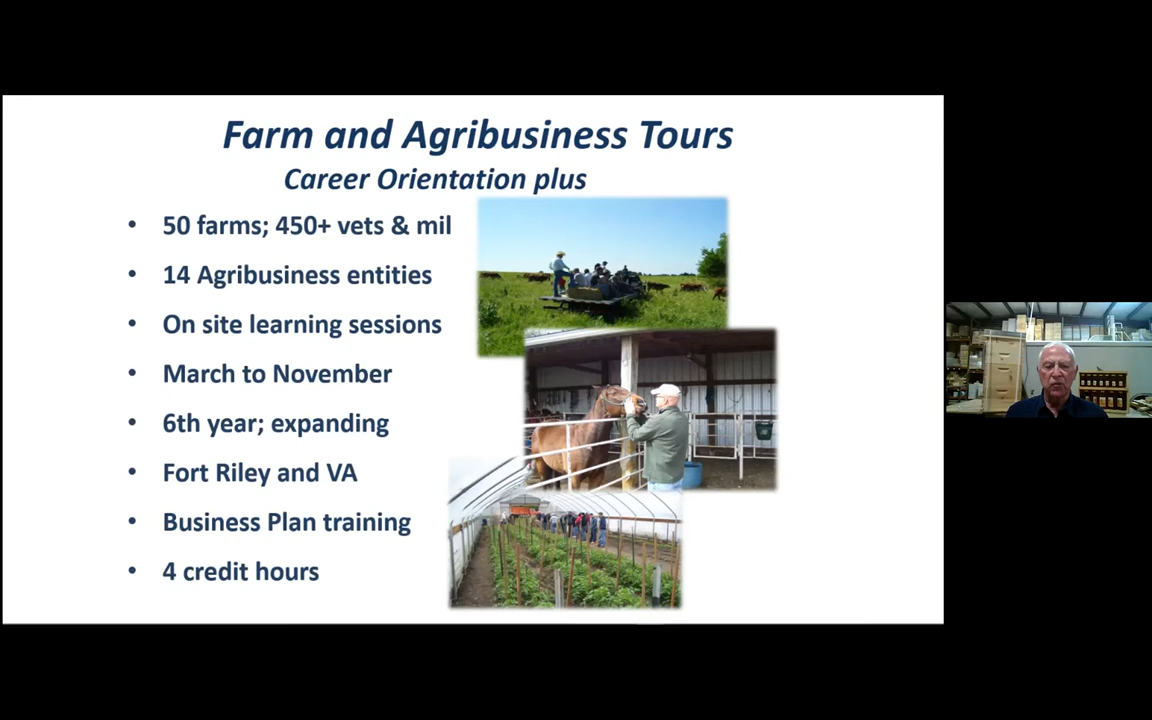 Farm and Agribusiness Tours
Career Orientation plus
• 50 farms; 450+ vets & mil
• 14 Agribusiness entities
• On site learning sessions
• March to November
• 6th year; expanding
• Fort Riley and VA
• Business Plan training
• 4 credit hours